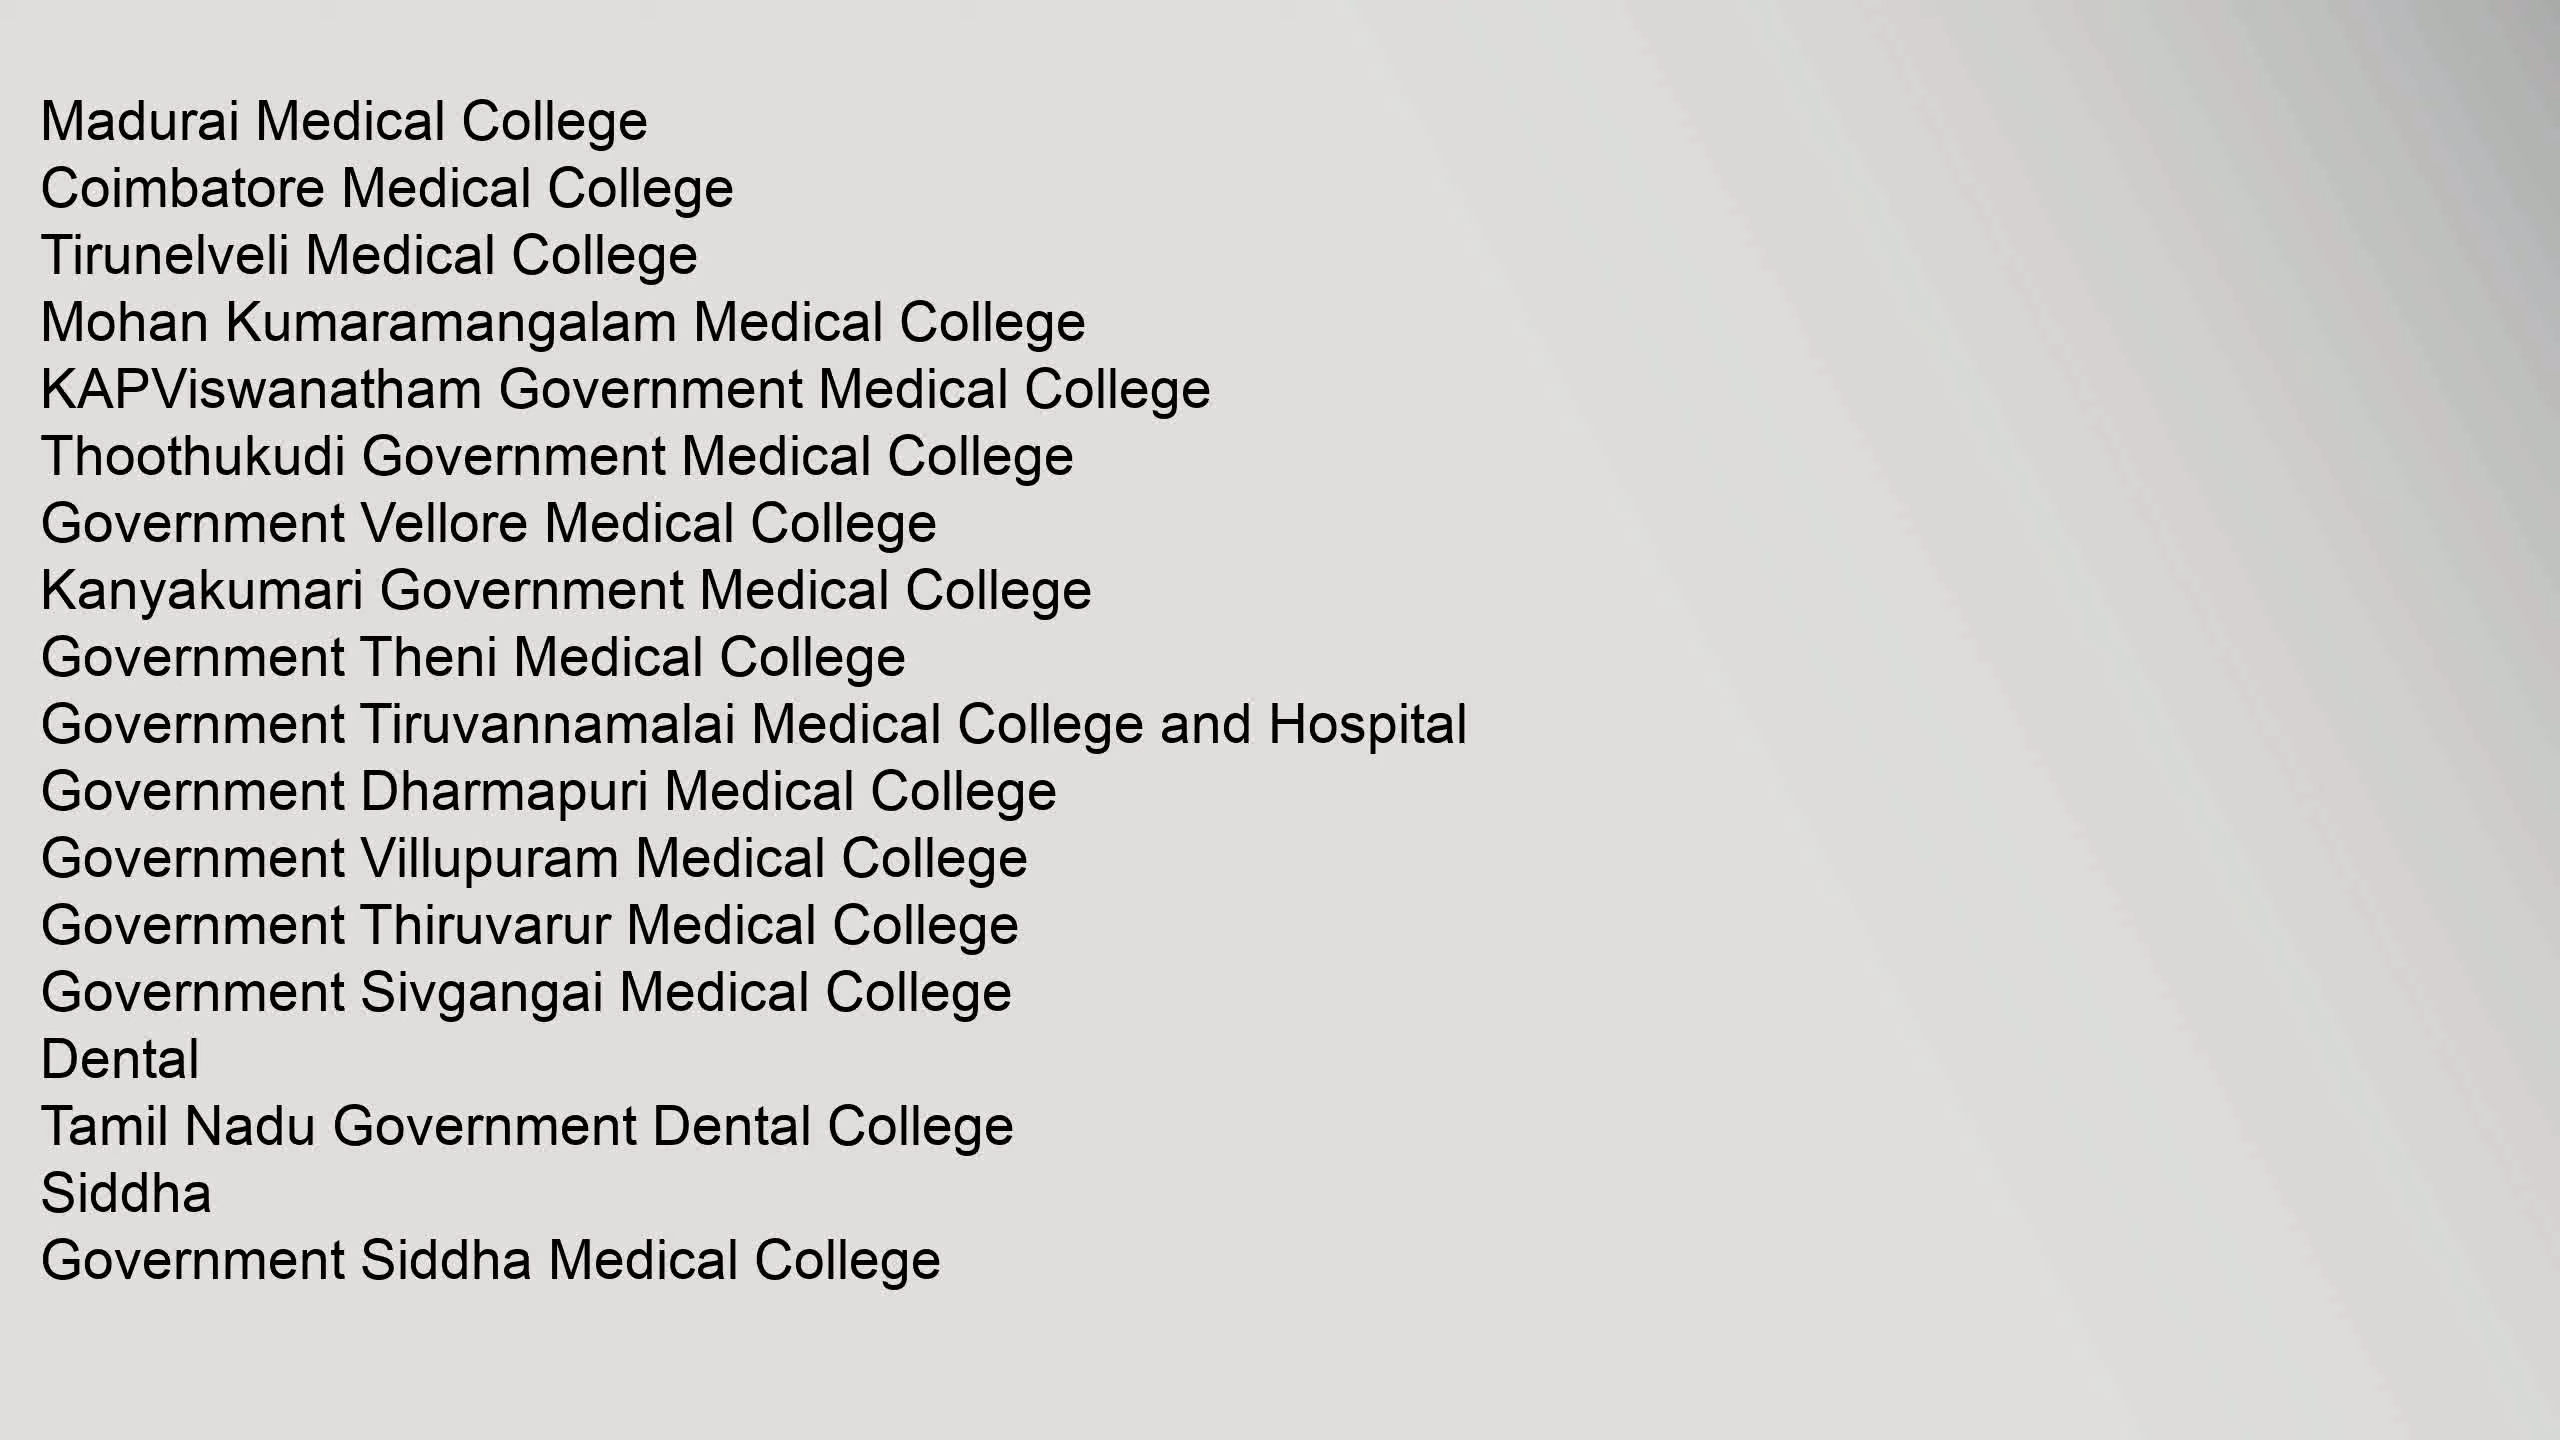 Madurai Medical College
Coimbatore Medical College
Tirunelveli Medical College
Mohan Kumaramangalam Medical College
KAPViswanatham Government Medical College
Thoothukudi Government Medical College
Government Vellore Medical College
Kanyakumari Government Medical College
Government Theni Medical College
Government Tiruvannamalai Medical College and Hospital
Government Dharmapuri Medical College
Government Villupuram Medical College
Government Thiruvarur Medical College
Government Sivgangai Medical College
Dental
Tamil Nadu Government Dental College
Siddha
Government Siddha Medical College